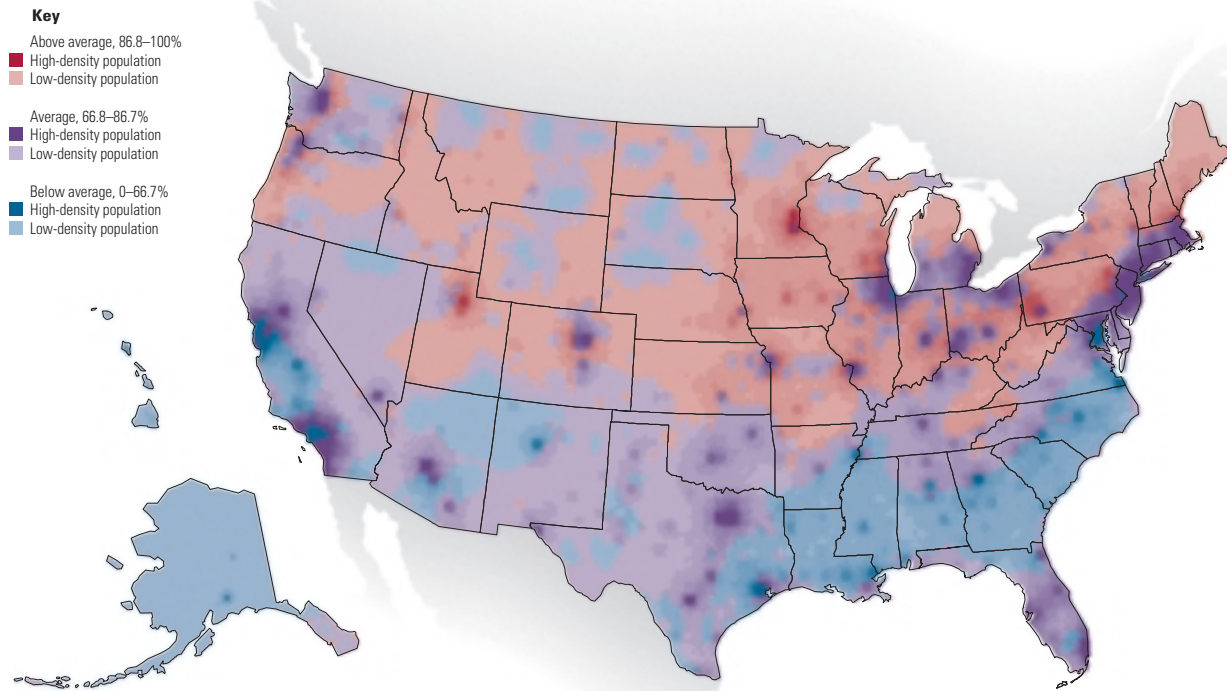 Key
Above average, 86.8–100%
High-density population
Low-density population
Average, 66.8–86.7%
High-density population
Low-density population
Below average, 0–66.7%
High-density population
Low-density population